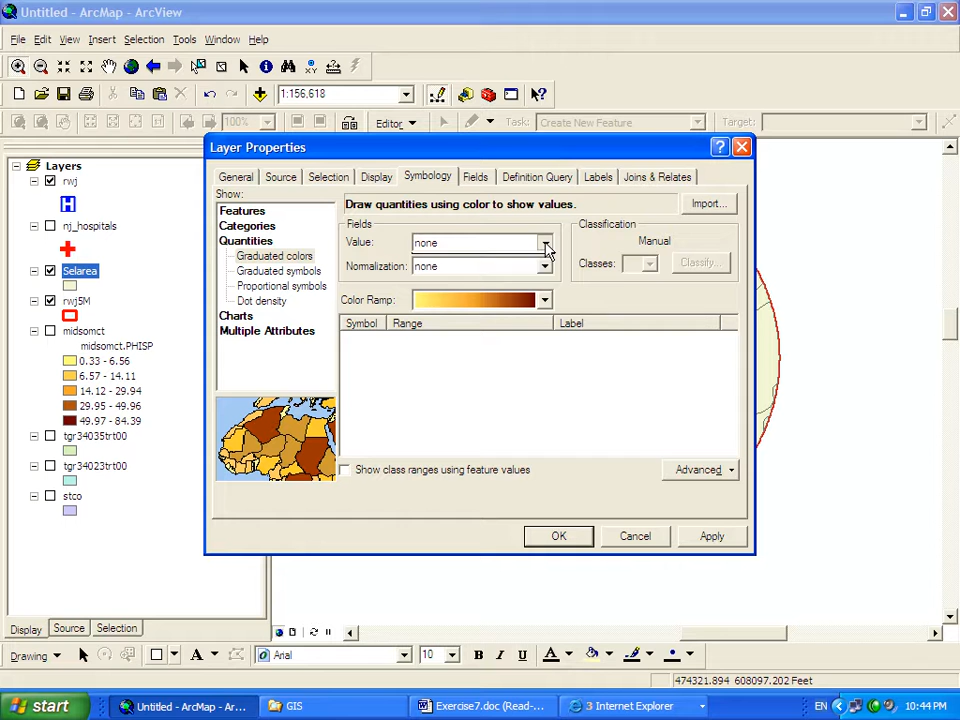 Untitled - ArcMap - ArcView
File Edit View Insert Selection Tools Window Help
1:156,618
100% Editor Task: Create New Feature Target:
Layers
rwj
H
nj_hospitals
Selarea
rwj5M
midsomct
midsomct.PHISP
0.33 - 6.56
6.57 - 14.11
14.12 - 29.94
29.95 - 49.96
49.97 - 84.39
tgr34035trt00
tgr34023trt00
stco
Display Source Selection
Layer Properties
General Source Selection Display Symbology Fields Definition Query Labels Joins & Relates
Show:
Features
Categories
Quantities
Graduated colors
Graduated symbols
Proportional symbols
Dot density
Charts
Multiple Attributes
Draw quantities using color to show values.
Import...
Fields
Value: none
Normalization: none
Classification
Manual
Classes: Classify...
Color Ramp:
Symbol Range Label
Show class ranges using feature values
Advanced
OK Cancel Apply
Drawing A Arial 10 B I U A
474321.894 608097.202 Feet
start Untitled - ArcMap - Ar... GIS Exercise7.doc (Read-... 3 Internet Explorer EN 10:44 PM